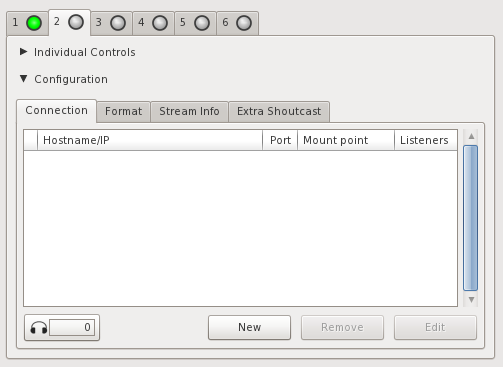 1 2 3 4 5 6
Individual Controls
Configuration
Connection Format Stream Info Extra Shoutcast
Hostname/IP Port Mount point Listeners
0 New Remove Edit